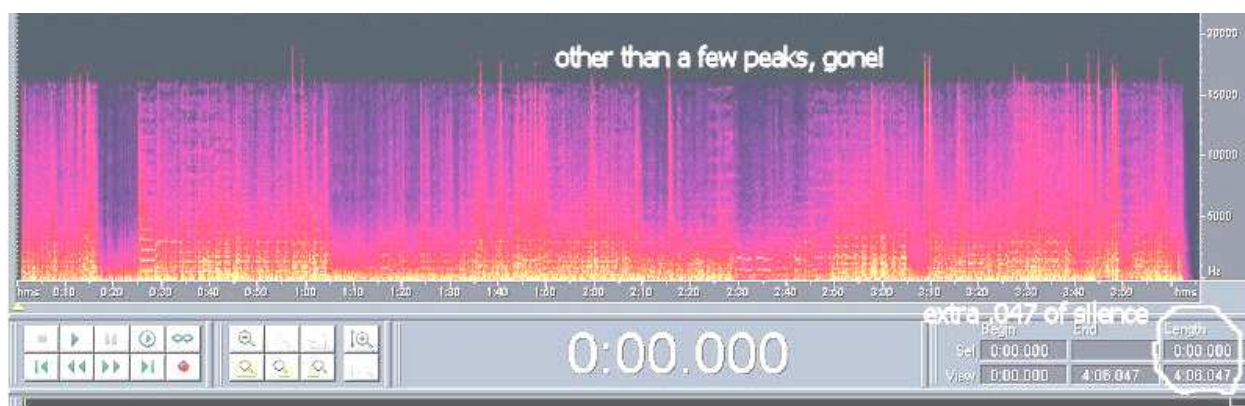 20000
other than a few peaks, gone!
15000
10000
5000
Hz
hms 0:10 0:20 0:30 0:40 0:50 1:00 1:10 1:20 1:30 1:40 1:50 2:00 2:10 2:20 2:30 2:40 2:50 3:00 3:10 3:20 3:30 3:40 3:50 hms
extra .047 of silence
Begin End Length
0:00.000
Sel 0:00.000 0:00.000
View 0:00.000 4:06.047 4:06.047